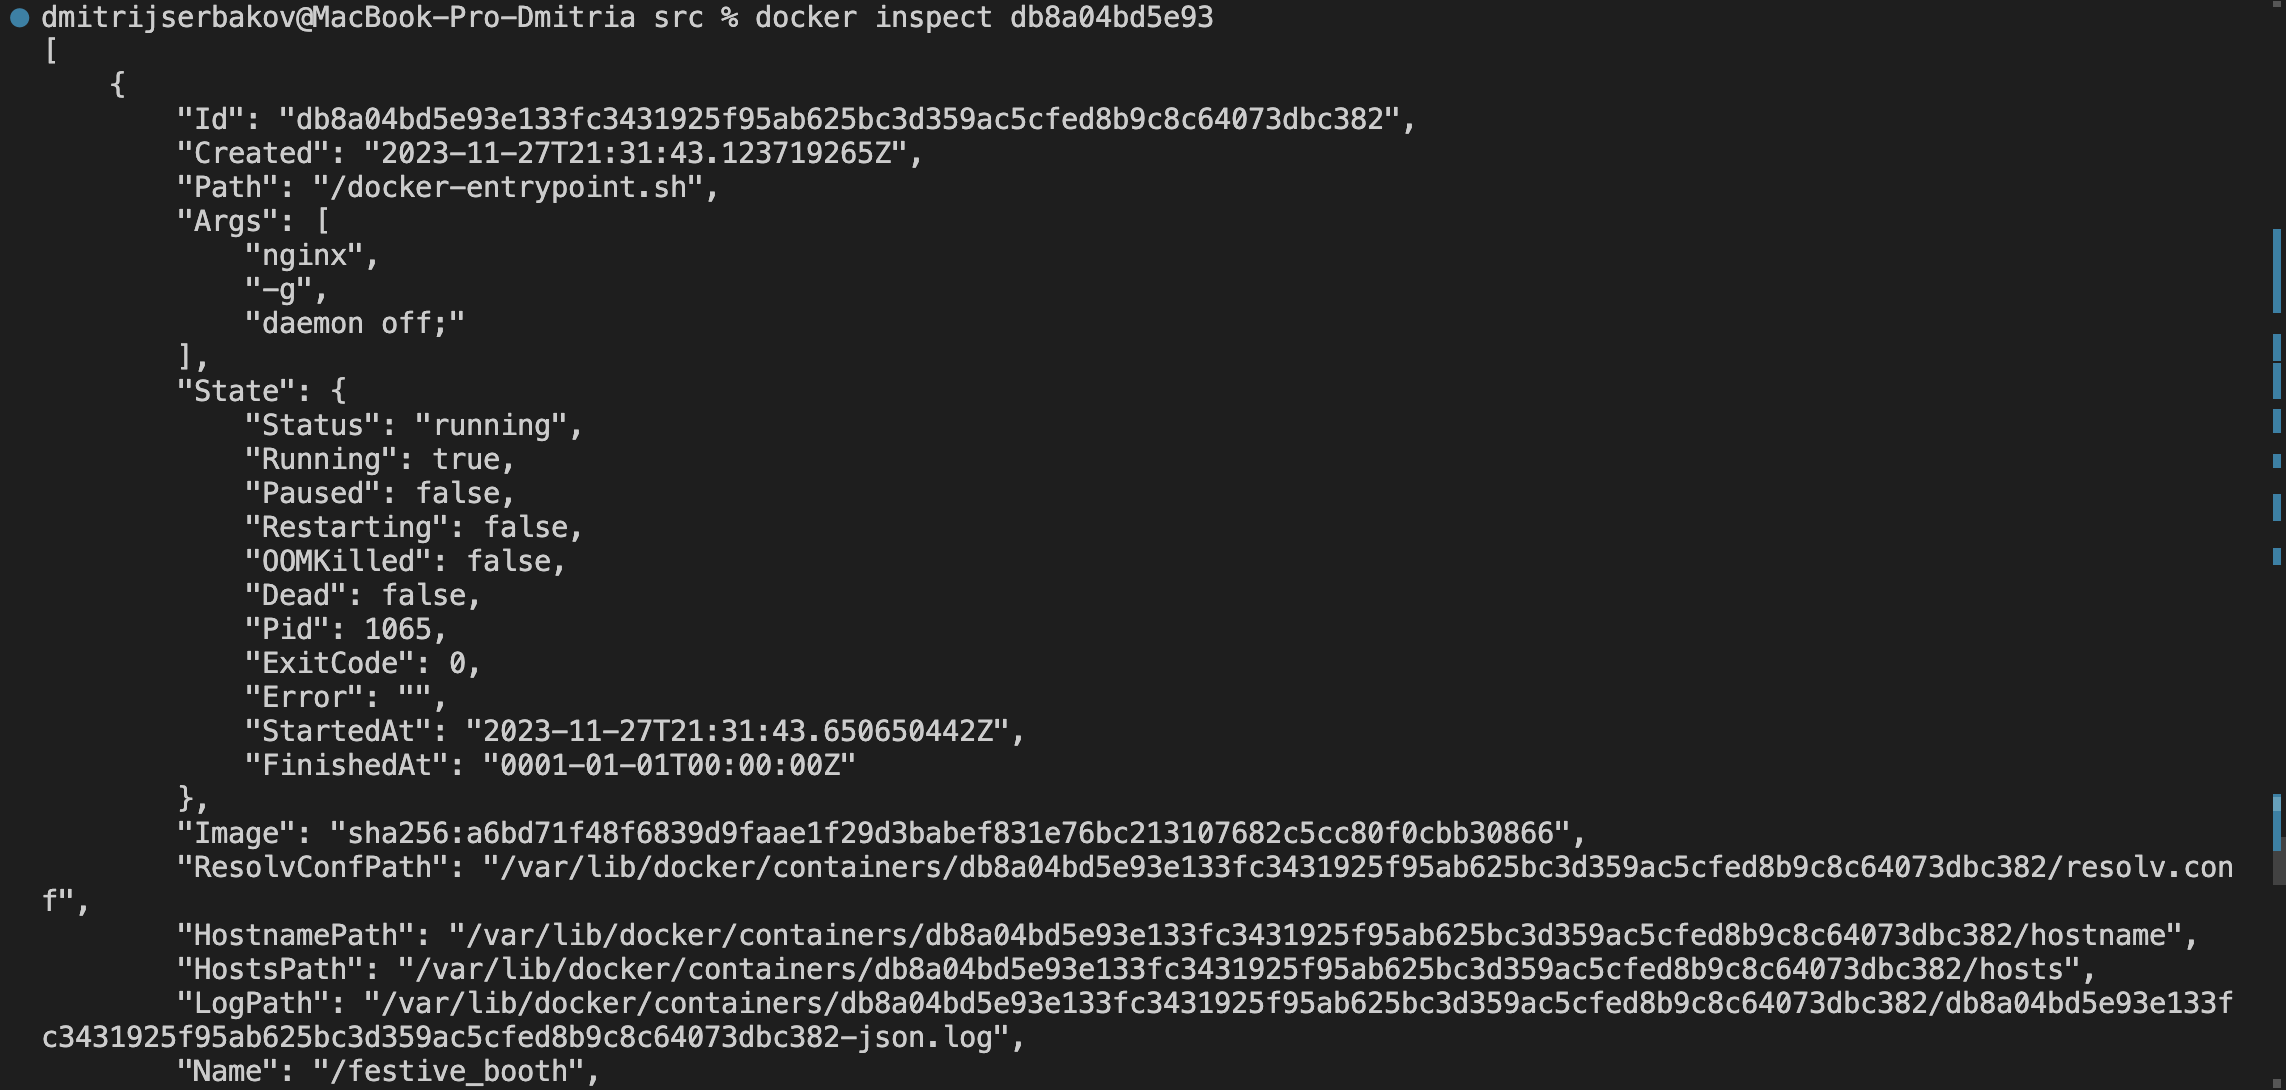 dmitrijserbakov@MacBook-Pro-Dmitria src % docker inspect db8a04bd5e93
[
    {
        "Id": "db8a04bd5e93e133fc3431925f95ab625bc3d359ac5cfed8b9c8c64073dbc382",
        "Created": "2023-11-27T21:31:43.123719265Z",
        "Path": "/docker-entrypoint.sh",
        "Args": [
            "nginx",
            "-g",
            "daemon off;"
        ],
        "State": {
            "Status": "running",
            "Running": true,
            "Paused": false,
            "Restarting": false,
            "OOMKilled": false,
            "Dead": false,
            "Pid": 1065,
            "ExitCode": 0,
            "Error": "",
            "StartedAt": "2023-11-27T21:31:43.650650442Z",
            "FinishedAt": "0001-01-01T00:00:00Z"
        },
        "Image": "sha256:a6bd71f48f6839d9faae1f29d3babef831e76bc213107682c5cc80f0cbb30866",
        "ResolvConfPath": "/var/lib/docker/containers/db8a04bd5e93e133fc3431925f95ab625bc3d359ac5cfed8b9c8c64073dbc382/resolv.con
f",
        "HostnamePath": "/var/lib/docker/containers/db8a04bd5e93e133fc3431925f95ab625bc3d359ac5cfed8b9c8c64073dbc382/hostname",
        "HostsPath": "/var/lib/docker/containers/db8a04bd5e93e133fc3431925f95ab625bc3d359ac5cfed8b9c8c64073dbc382/hosts",
        "LogPath": "/var/lib/docker/containers/db8a04bd5e93e133fc3431925f95ab625bc3d359ac5cfed8b9c8c64073dbc382/db8a04bd5e93e133f
c3431925f95ab625bc3d359ac5cfed8b9c8c64073dbc382-json.log",
        "Name": "/festive_booth",